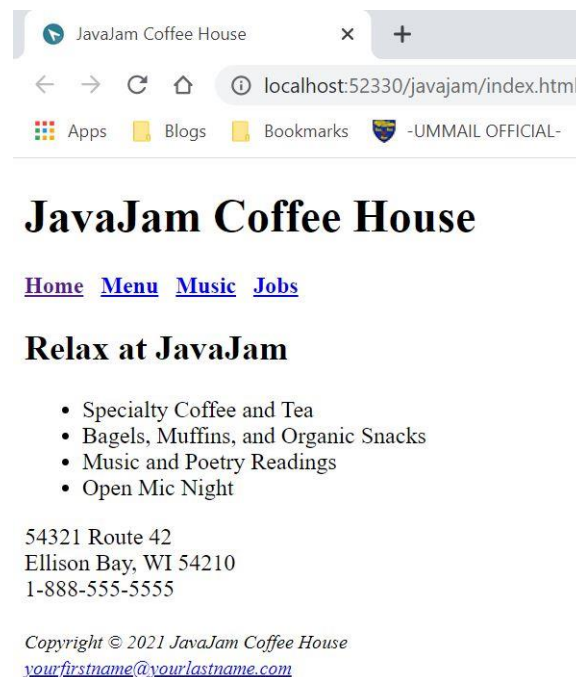 JavaJam Coffee House
localhost:52330/javajam/index.html
Apps Blogs Bookmarks -UMMAIL OFFICIAL-
JavaJam Coffee House
Home Menu Music Jobs
Relax at JavaJam
• Specialty Coffee and Tea
• Bagels, Muffins, and Organic Snacks
• Music and Poetry Readings
• Open Mic Night
54321 Route 42
Ellison Bay, WI 54210
1-888-555-5555
Copyright © 2021 JavaJam Coffee House
yourfirstname@yourlastname.com